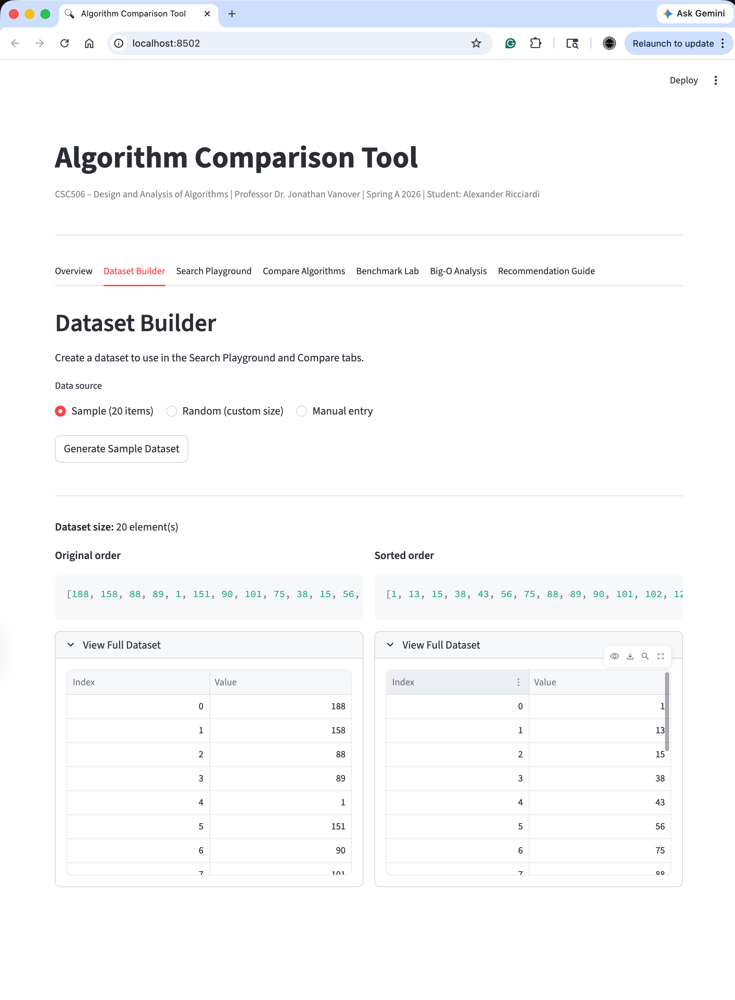 Algorithm Comparison Tool
Ask Gemini
localhost:8502
Relaunch to update
Deploy
Algorithm Comparison Tool
CSC506 – Design and Analysis of Algorithms | Professor Dr. Jonathan Vanover | Spring A 2026 | Student: Alexander Ricciardi
Overview Dataset Builder Search Playground Compare Algorithms Benchmark Lab Big-O Analysis Recommendation Guide
Dataset Builder
Create a dataset to use in the Search Playground and Compare tabs.
Data source
Sample (20 items) Random (custom size) Manual entry
Generate Sample Dataset
Dataset size: 20 element(s)
Original order
[188, 158, 88, 89, 1, 151, 90, 101, 75, 38, 15, 56,
View Full Dataset
Index Value
0 188
1 158
2 88
3 89
4 1
5 151
6 90
7 101
Sorted order
[1, 13, 15, 38, 43, 56, 75, 88, 89, 90, 101, 102, 12
View Full Dataset
Index Value
0 1
1 13
2 15
3 38
4 43
5 56
6 75
7 88